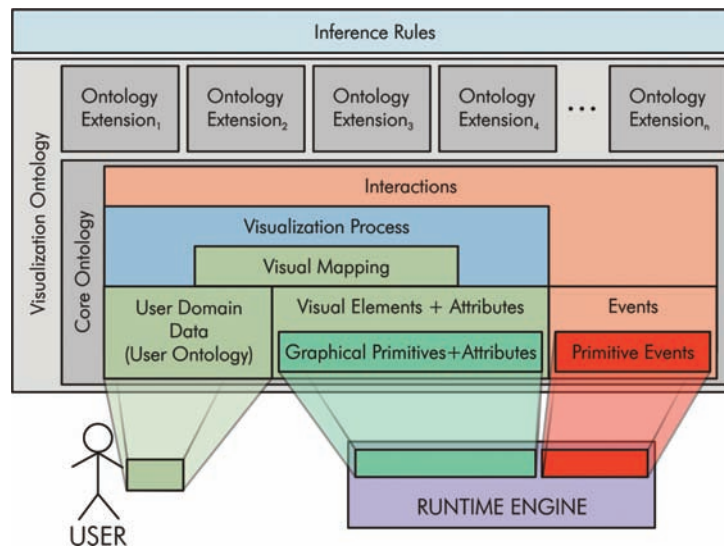 Inference Rules
Visualization Ontology
Ontology
Extension₁
Ontology
Extension₂
Ontology
Extension₃
Ontology
Extension₄
...
Ontology
Extensionₙ
Core Ontology
Interactions
Visualization Process
Visual Mapping
User Domain
Data
(User Ontology)
Visual Elements + Attributes
Graphical Primitives+Attributes
Events
Primitive Events
USER
RUNTIME ENGINE